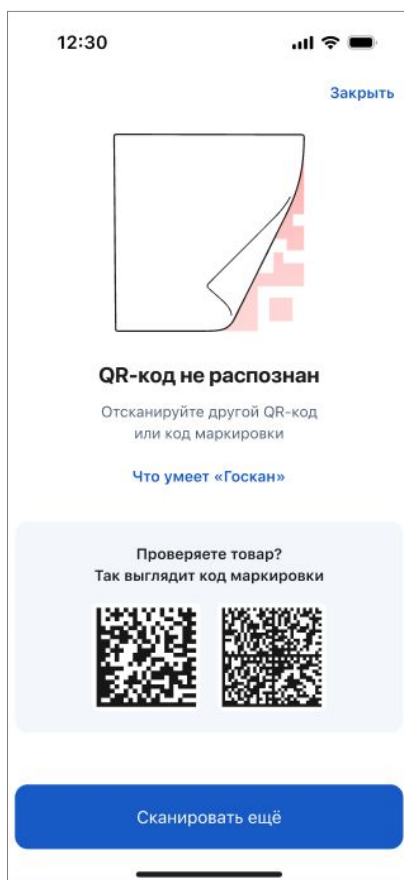 12:30
Закрыть
QR-код не распознан
Отсканируйте другой QR-код
или код маркировки
Что умеет «Госкан»
Проверяете товар?
Так выглядит код маркировки
Сканировать ещё